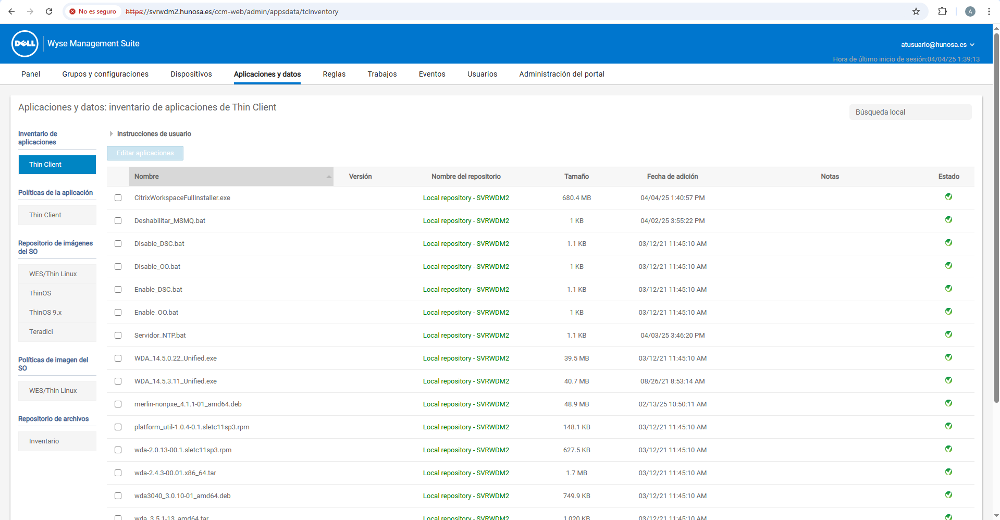 No es seguro
https://svrwdm2.hunosa.es/ccm-web/admin/appsdata/tcInventory
A
DELL
Wyse Management Suite
atusuario@hunosa.es
Hora de último inicio de sesión:04/04/25 1:39:13
Panel Grupos y configuraciones Dispositivos Aplicaciones y datos Reglas Trabajos Eventos Usuarios Administración del portal
Aplicaciones y datos: inventario de aplicaciones de Thin Client
Búsqueda local
Inventario de
aplicaciones
Thin Client
Políticas de la aplicación
Thin Client
Repositorio de imágenes
del SO
WES/Thin Linux
ThinOS
ThinOS 9.x
Teradici
Políticas de imagen del
SO
WES/Thin Linux
Repositorio de archivos
Inventario
Instrucciones de usuario
Editar aplicaciones
Nombre Versión Nombre del repositorio Tamaño Fecha de adición Notas Estado
CitrixWorkspaceFullInstaller.exe Local repository - SVRWDM2 680.4 MB 04/04/25 1:40:57 PM
Deshabilitar_MSMQ.bat Local repository - SVRWDM2 1 KB 04/02/25 3:55:22 PM
Disable_DSC.bat Local repository - SVRWDM2 1.1 KB 03/12/21 11:45:10 AM
Disable_OO.bat Local repository - SVRWDM2 1 KB 03/12/21 11:45:10 AM
Enable_DSC.bat Local repository - SVRWDM2 1.1 KB 03/12/21 11:45:10 AM
Enable_OO.bat Local repository - SVRWDM2 1 KB 03/12/21 11:45:10 AM
Servidor_NTP.bat Local repository - SVRWDM2 1.1 KB 04/03/25 3:46:20 PM
WDA_14.5.0.22_Unified.exe Local repository - SVRWDM2 39.5 MB 03/12/21 11:45:10 AM
WDA_14.5.3.11_Unified.exe Local repository - SVRWDM2 40.7 MB 08/26/21 8:53:14 AM
merlin-nonpxe_4.1.1-01_amd64.deb Local repository - SVRWDM2 48.9 MB 02/13/25 10:50:11 AM
platform_util-1.0.4-0.1.sletc11sp3.rpm Local repository - SVRWDM2 148.1 KB 03/12/21 11:45:10 AM
wda-2.0.13-00.1.sletc11sp3.rpm Local repository - SVRWDM2 627.5 KB 03/12/21 11:45:10 AM
wda-2.4.3-00.01.x86_64.tar Local repository - SVRWDM2 1.7 MB 03/12/21 11:45:10 AM
wda3040_3.0.10-01_amd64.deb Local repository - SVRWDM2 749.9 KB 03/12/21 11:45:10 AM
wda_3.5.1-13_amd64.tar Local repository - SVRWDM2 1,020 KB 03/12/21 11:45:10 AM